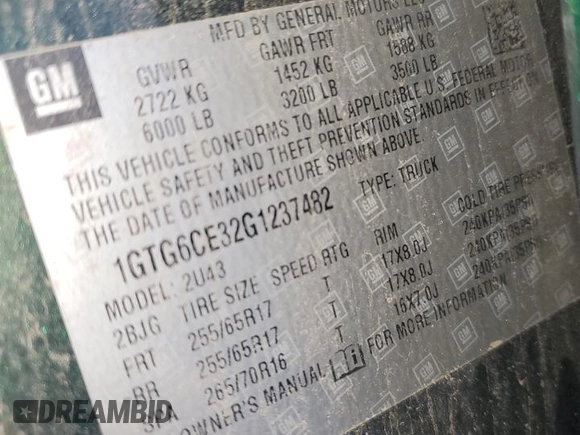 GM
MFD BY GENERAL MOTORS LLC
GVWR GAWR FRT GAWR RR
2722 KG 1452 KG 1588 KG
6000 LB 3200 LB 3500 LB
THIS VEHICLE CONFORMS TO ALL APPLICABLE U.S. FEDERAL MOTOR
VEHICLE SAFETY AND THEFT PREVENTION STANDARDS IN EFFECT ON
THE DATE OF MANUFACTURE SHOWN ABOVE.
1GTG6CE32G1237482 TYPE: TRUCK
MODEL: 2U43
2BJG TIRE SIZE SPEED RTG RIM COLD TIRE PRESSURE
FRT 255/65R17 T 17X8.0J 240KPA(35PSI)
RR 255/65R17 T 17X8.0J 240KPA(35PSI)
SPA 265/70R16 T 16X7.0J 240KPA(35PSI)
OWNER'S MANUAL FOR MORE INFORMATION
DREAMBID